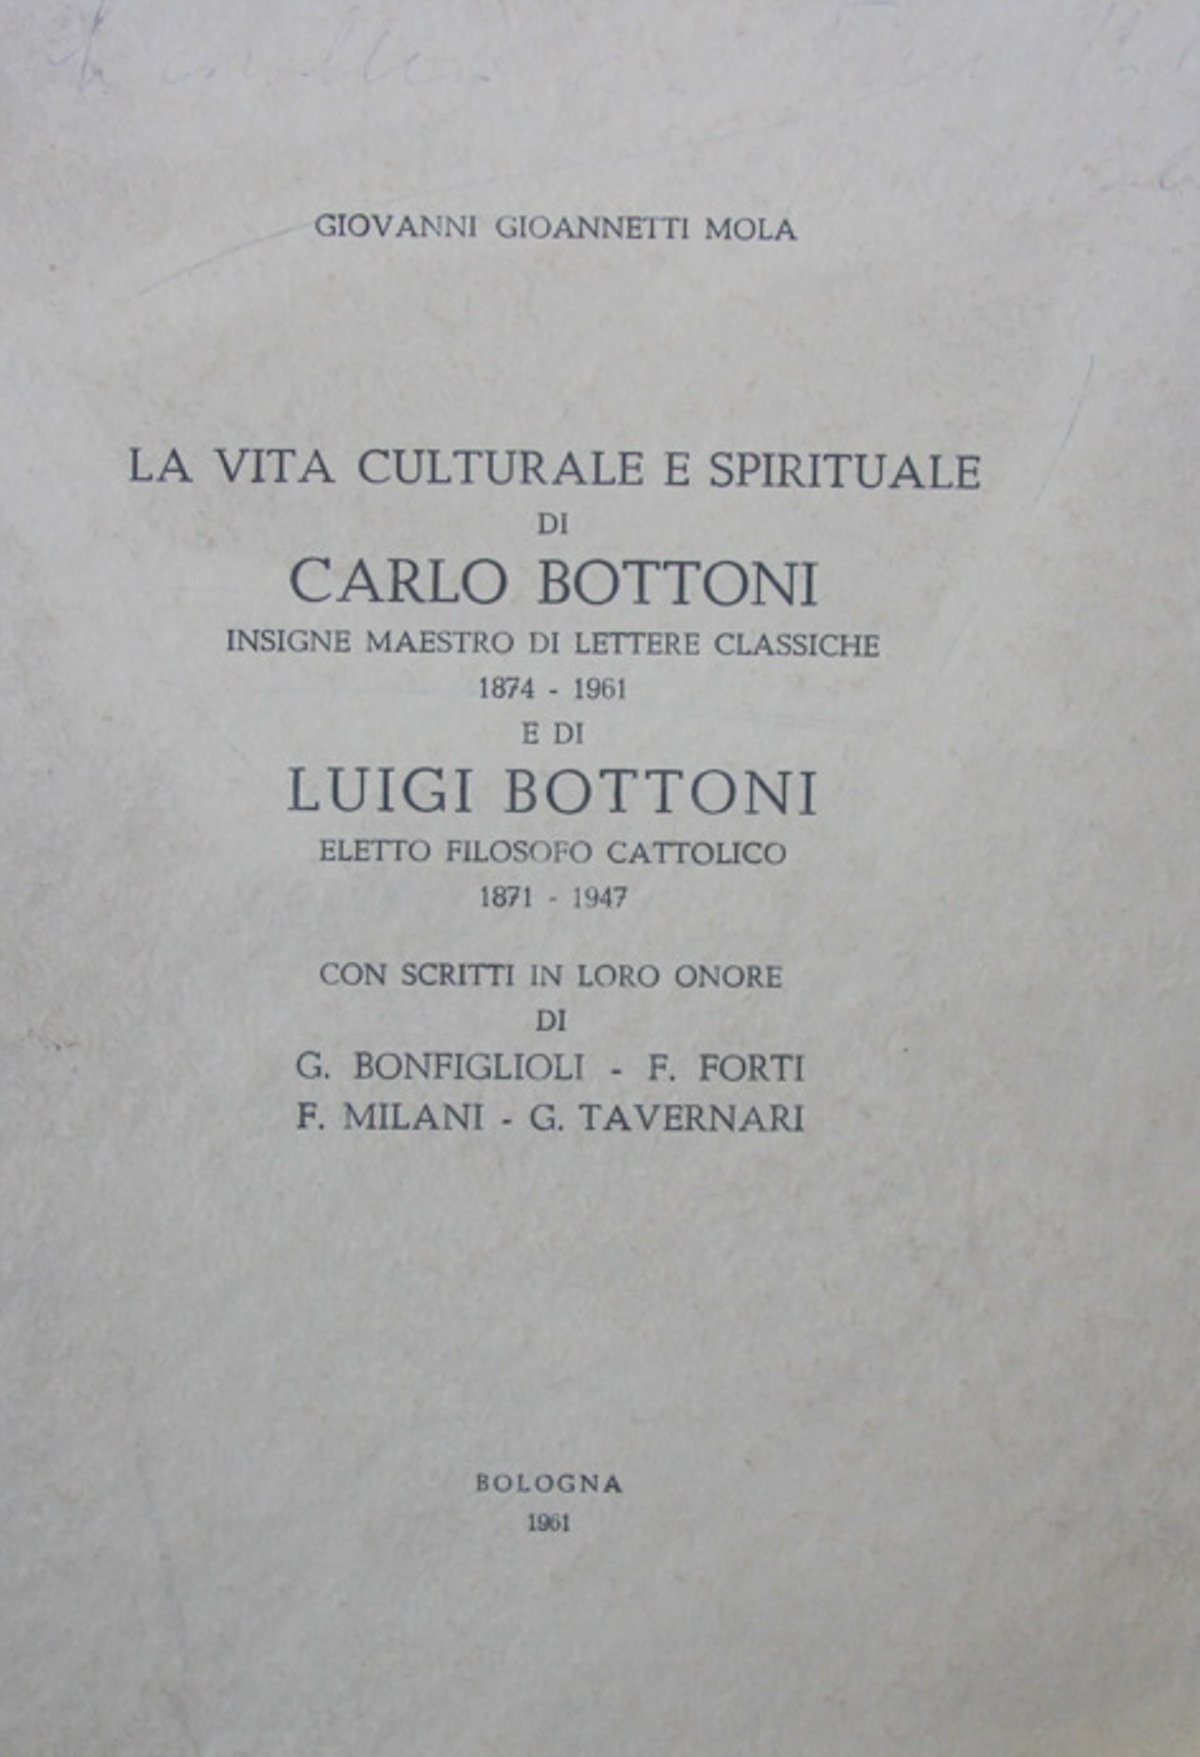 GIOVANNI GIOANNETTI MOLA
LA VITA CULTURALE E SPIRITUALE
DI
CARLO BOTTONI
INSIGNE MAESTRO DI LETTERE CLASSICHE
1874 - 1961
E DI
LUIGI BOTTONI
ELETTO FILOSOFO CATTOLICO
1871 - 1947
CON SCRITTI IN LORO ONORE
DI
G. BONFIGLIOLI - F. FORTI
F. MILANI - G. TAVERNARI
BOLOGNA
1961